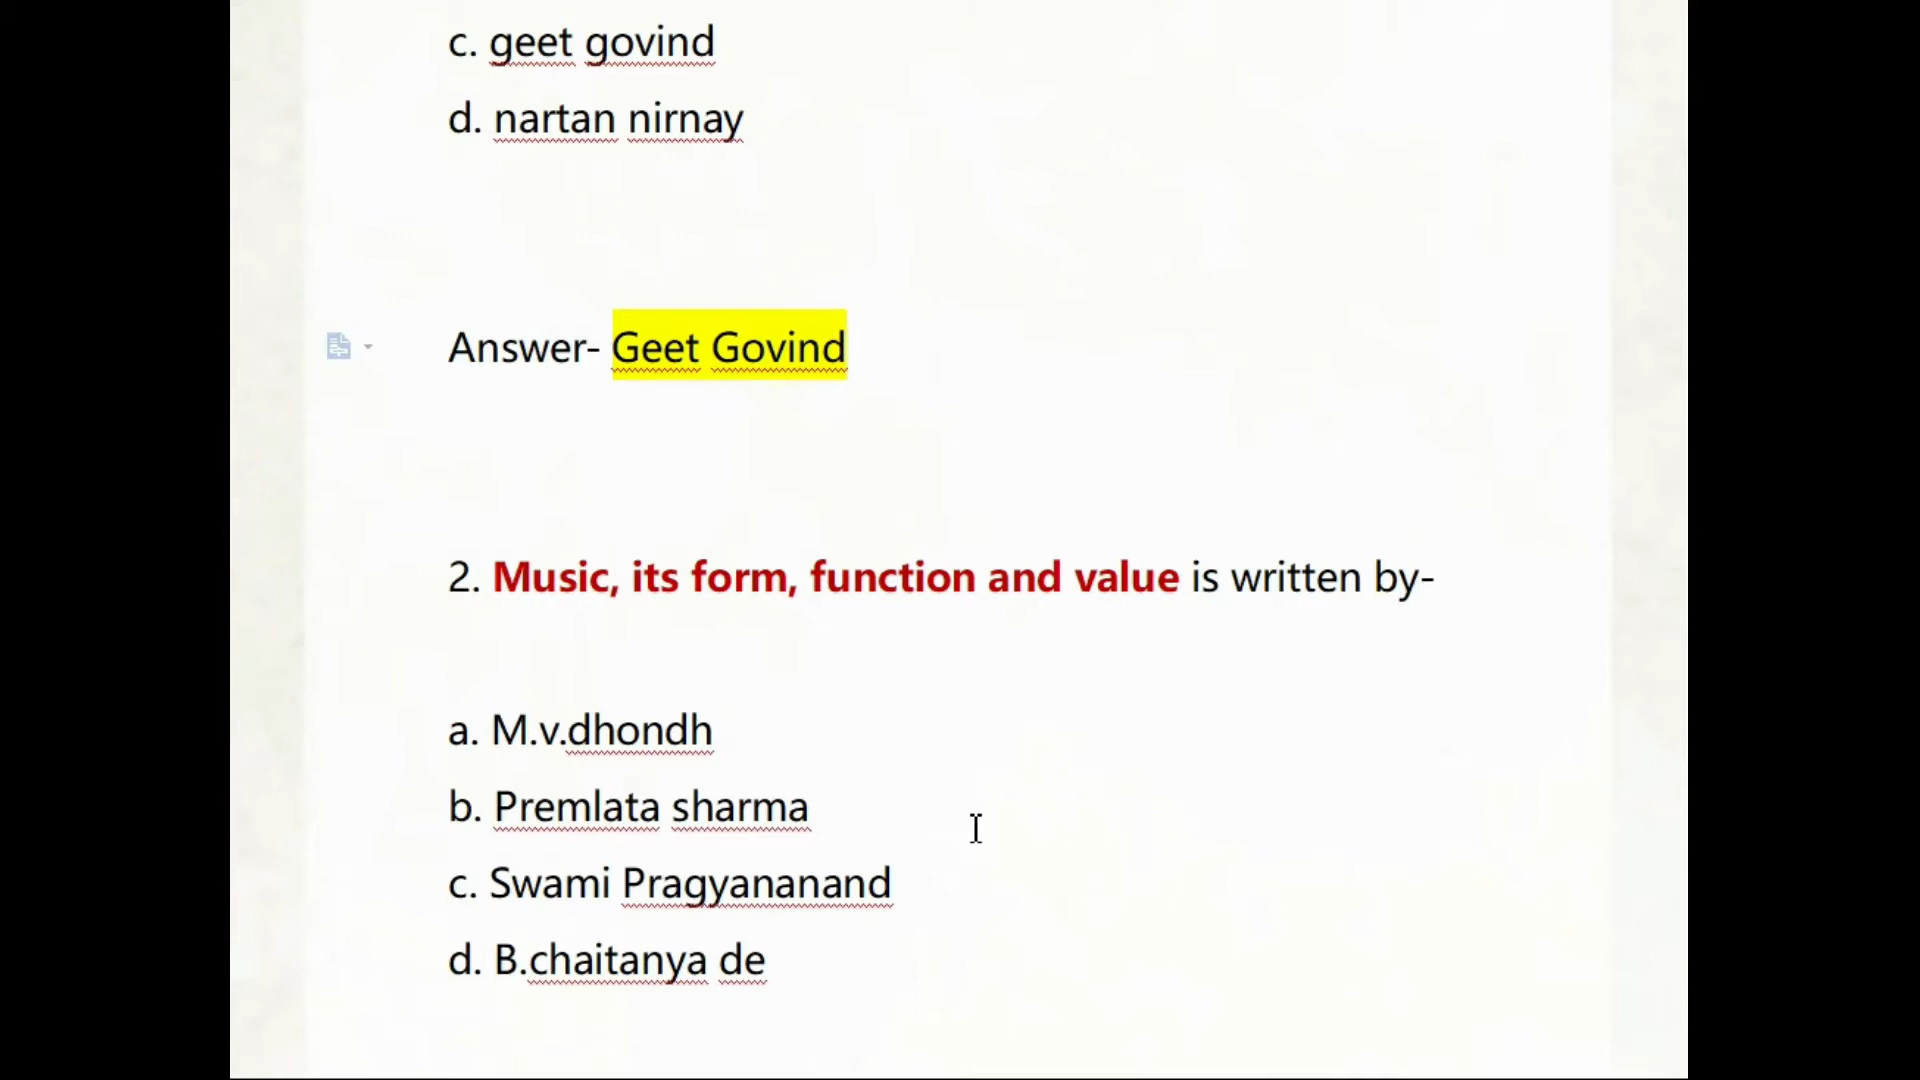 c. geet govind
d. nartan nirnay
Answer- Geet Govind
2. Music, its form, function and value is written by-
a. M.v.dhondh
b. Premlata sharma
c. Swami Pragyananand
d. B.chaitanya de